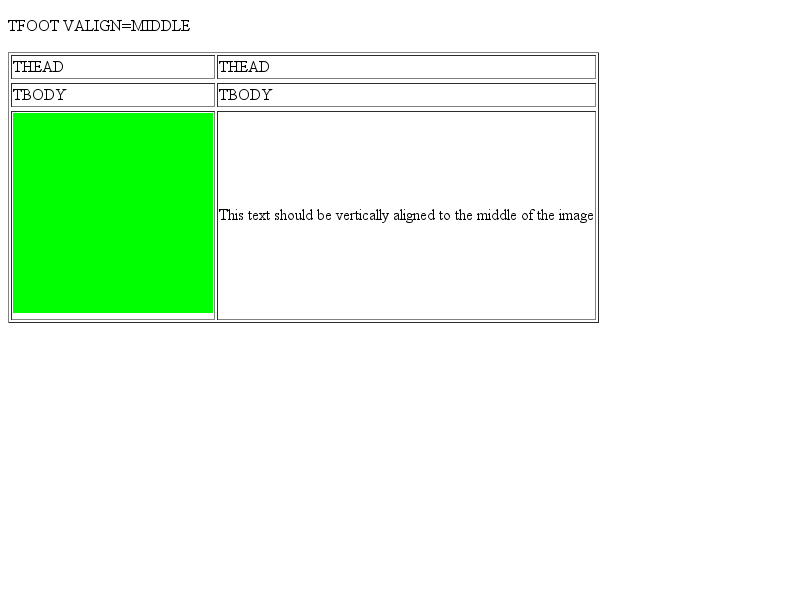 TFOOT VALIGN=MIDDLE
THEAD THEAD
TBODY TBODY
This text should be vertically aligned to the middle of the image